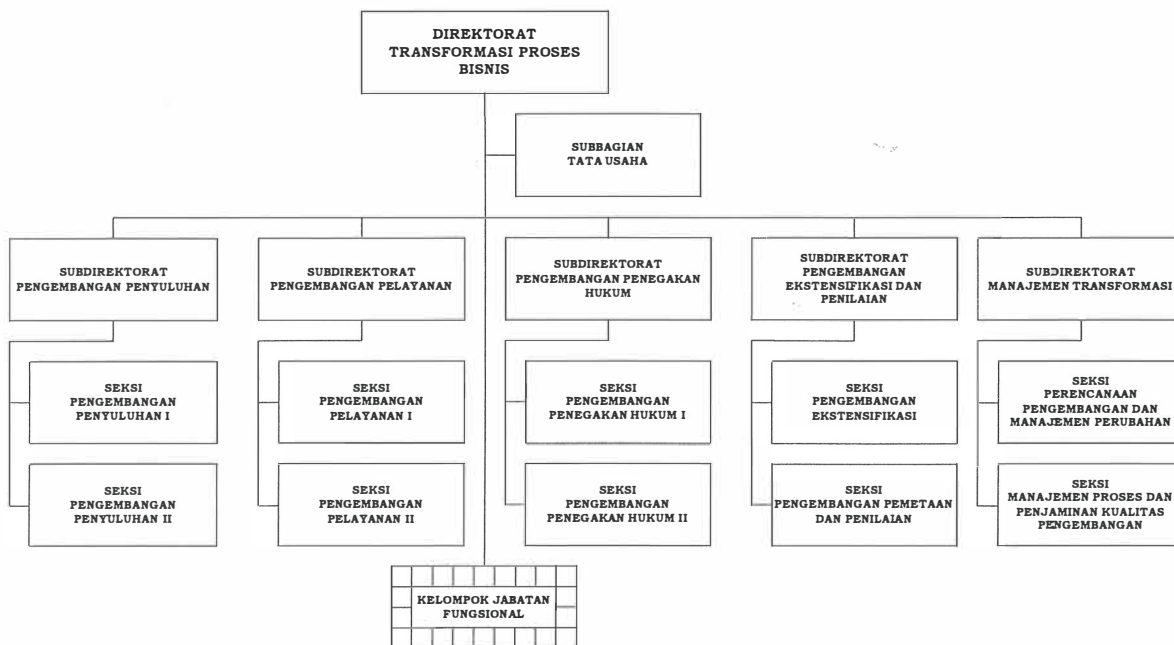 DIREKTORAT
TRANSFORMASI PROSES
BISNIS
SUBBAGIAN
TATA USAHA
SUBDIREKTORAT
PENGEMBANGAN PENYULUHAN
SUBDIREKTORAT
PENGEMBANGAN PELAYANAN
SUBDIREKTORAT
PENGEMBANGAN PENEGAKAN
HUKUM
SUBDIREKTORAT
PENGEMBANGAN
EKSTENSIFIKASI DAN
PENILAIAN
SUBDIREKTORAT
MANAJEMEN TRANSFORMASI
SEKSI
PENGEMBANGAN
PENYULUHAN I
SEKSI
PENGEMBANGAN
PELAYANAN I
SEKSI
PENGEMBANGAN
PENEGAKAN HUKUM I
SEKSI
PENGEMBANGAN
EKSTENSIFIKASI
SEKSI
PERENCANAAN
PENGEMBANGAN DAN
MANAJEMEN PERUBAHAN
SEKSI
PENGEMBANGAN
PENYULUHAN II
SEKSI
PENGEMBANGAN
PELAYANAN II
SEKSI
PENGEMBANGAN
PENEGAKAN HUKUM II
SEKSI
PENGEMBANGAN PEMETAAN
DAN PENILAIAN
SEKSI
MANAJEMEN PROSES DAN
PENJAMINAN KUALITAS
PENGEMBANGAN
KELOMPOK JABATAN
FUNGSIONAL